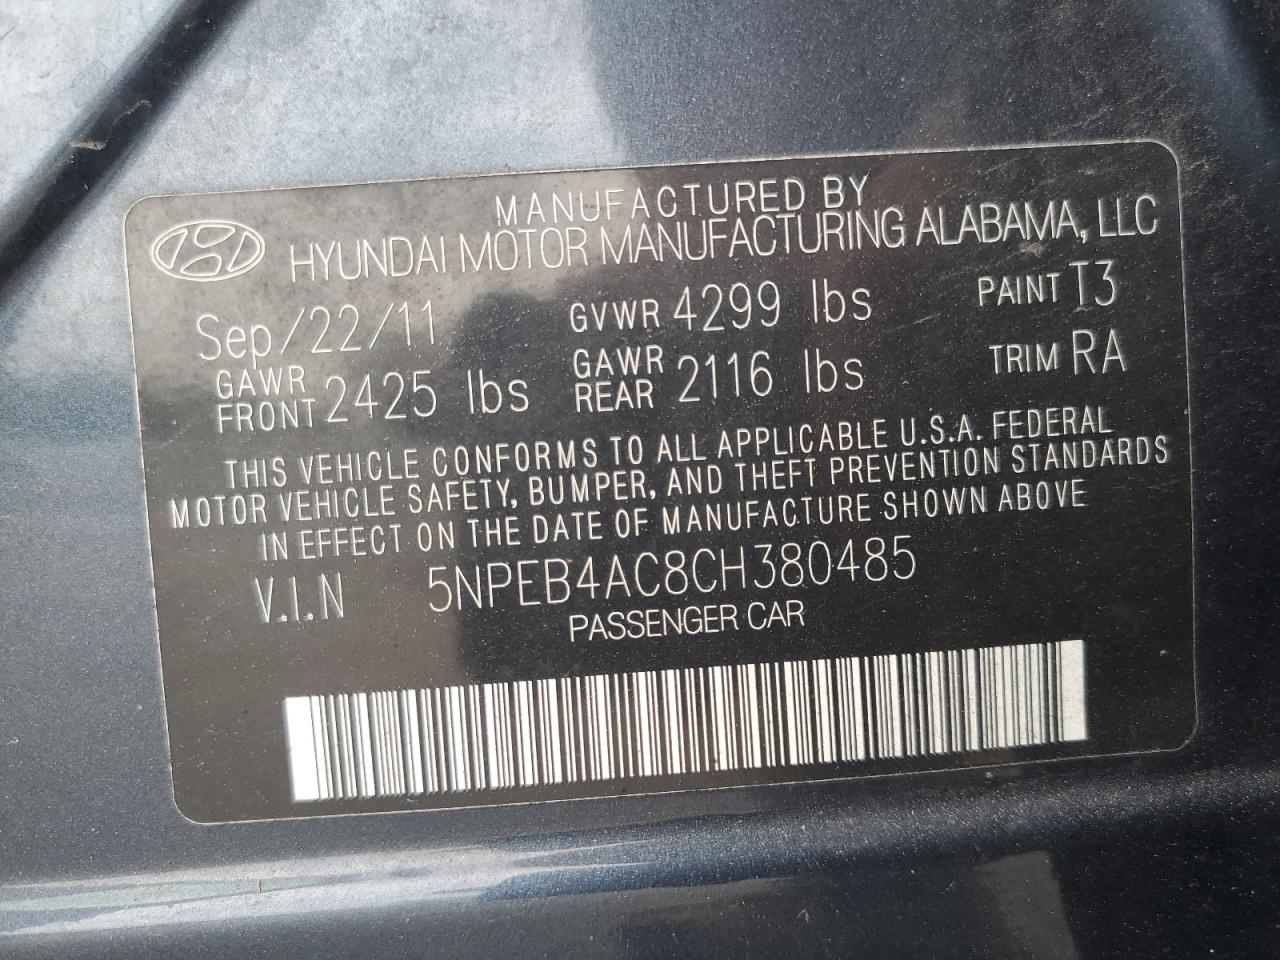 MANUFACTURED BY
HYUNDAI MOTOR MANUFACTURING ALABAMA, LLC
Sep/22/11 GVWR 4299 lbs PAINT T3
GAWR FRONT 2425 lbs GAWR REAR 2116 lbs TRIM RA
THIS VEHICLE CONFORMS TO ALL APPLICABLE U.S.A. FEDERAL
MOTOR VEHICLE SAFETY, BUMPER, AND THEFT PREVENTION STANDARDS
IN EFFECT ON THE DATE OF MANUFACTURE SHOWN ABOVE
V.I.N 5NPEB4AC8CH380485
PASSENGER CAR